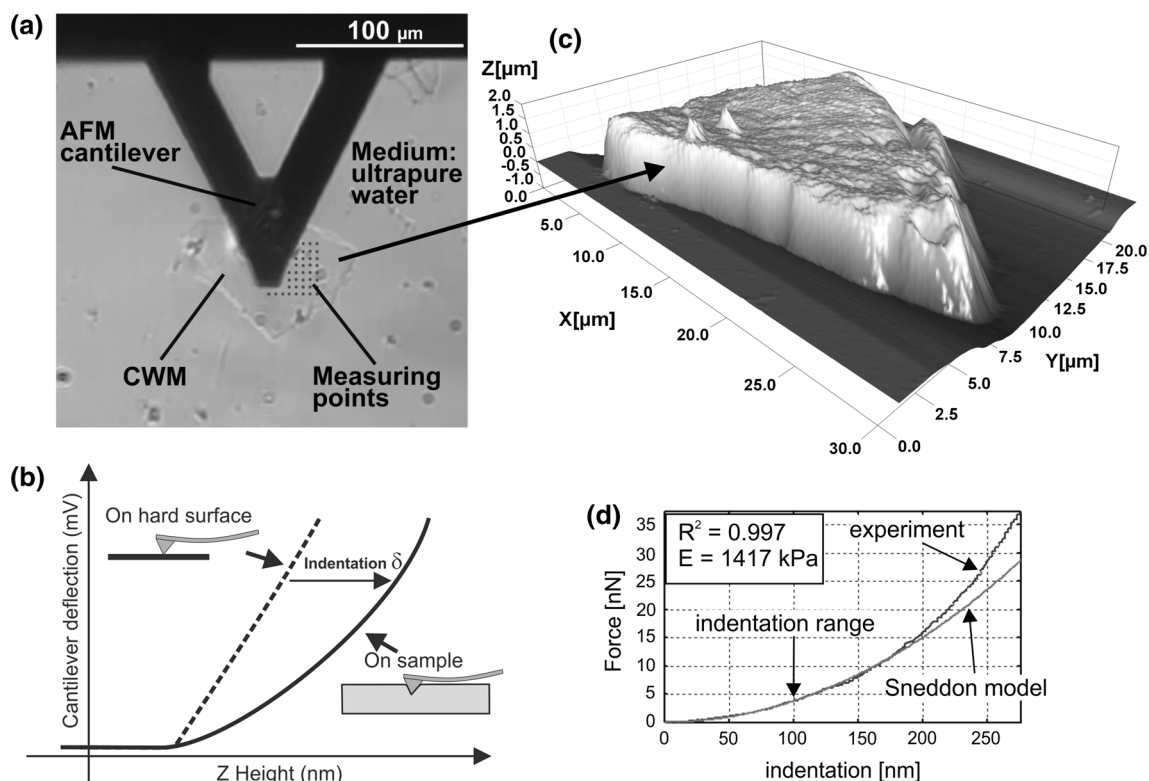 (a)
100 µm
AFM
cantilever
Medium:
ultrapure
water
CWM
Measuring
points
(c)
Z[µm]
2.0
1.5
1.0
0.5
0.0
-0.5
-1.0
0.0
5.0
10.0
15.0
20.0
25.0
30.0
X[µm]
0.0
2.5
5.0
7.5
10.0
12.5
15.0
17.5
20.0
Y[µm]
(b)
Cantilever deflection (mV)
On hard surface
Indentation δ
On sample
Z Height (nm)
(d)
Force [nN]
35
30
25
20
15
10
5
0
R² = 0.997
E = 1417 kPa
experiment
indentation range
Sneddon model
0 50 100 150 200 250
indentation [nm]